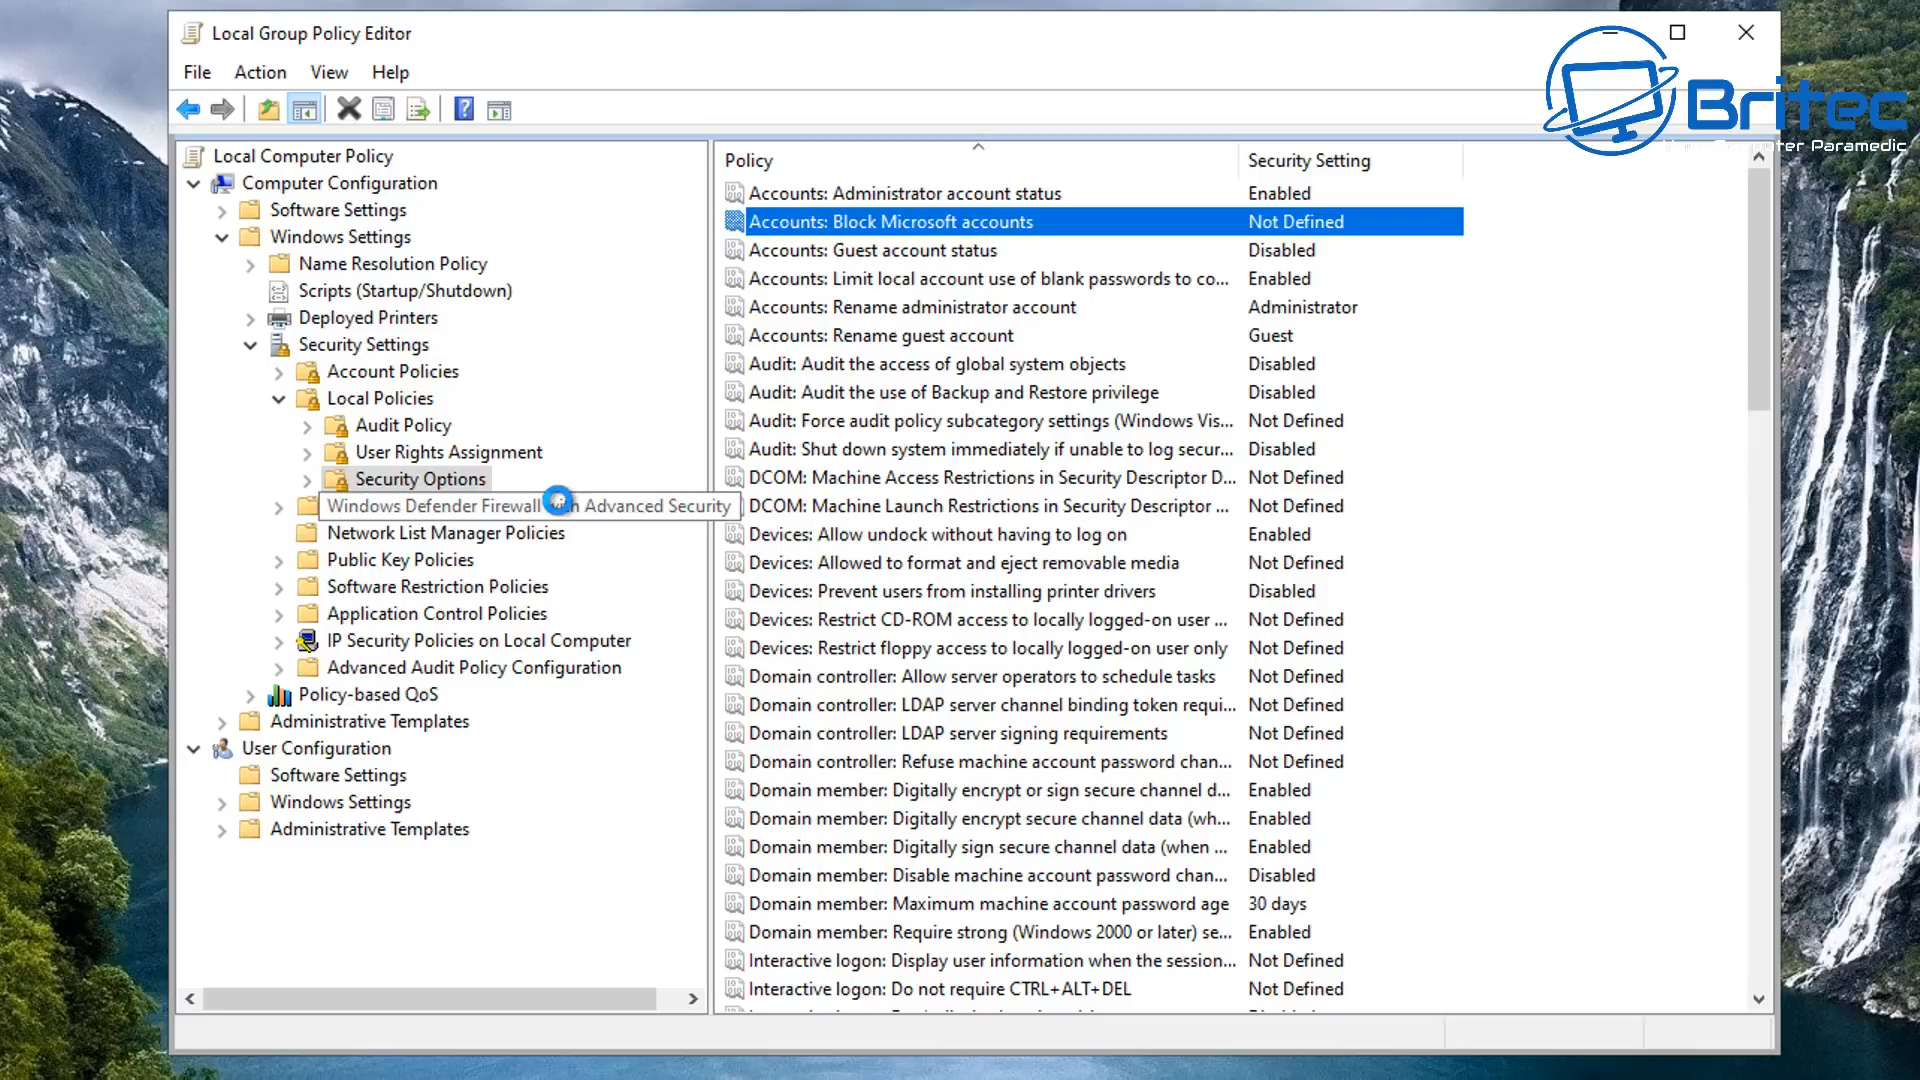 Local Group Policy Editor
File Action View Help
Britec
ter Paramedic
Local Computer Policy
Computer Configuration
Software Settings
Windows Settings
Name Resolution Policy
Scripts (Startup/Shutdown)
Deployed Printers
Security Settings
Account Policies
Local Policies
Audit Policy
User Rights Assignment
Security Options
Windows Defender Firewall Advanced Security
Network List Manager Policies
Public Key Policies
Software Restriction Policies
Application Control Policies
IP Security Policies on Local Computer
Advanced Audit Policy Configuration
Policy-based QoS
Administrative Templates
User Configuration
Software Settings
Windows Settings
Administrative Templates
Policy Security Setting
Accounts: Administrator account status Enabled
Accounts: Block Microsoft accounts Not Defined
Accounts: Guest account status Disabled
Accounts: Limit local account use of blank passwords to co... Enabled
Accounts: Rename administrator account Administrator
Accounts: Rename guest account Guest
Audit: Audit the access of global system objects Disabled
Audit: Audit the use of Backup and Restore privilege Disabled
Audit: Force audit policy subcategory settings (Windows Vis... Not Defined
Audit: Shut down system immediately if unable to log secur... Disabled
DCOM: Machine Access Restrictions in Security Descriptor D... Not Defined
DCOM: Machine Launch Restrictions in Security Descriptor ... Not Defined
Devices: Allow undock without having to log on Enabled
Devices: Allowed to format and eject removable media Not Defined
Devices: Prevent users from installing printer drivers Disabled
Devices: Restrict CD-ROM access to locally logged-on user ... Not Defined
Devices: Restrict floppy access to locally logged-on user only Not Defined
Domain controller: Allow server operators to schedule tasks Not Defined
Domain controller: LDAP server channel binding token requi... Not Defined
Domain controller: LDAP server signing requirements Not Defined
Domain controller: Refuse machine account password chan... Not Defined
Domain member: Digitally encrypt or sign secure channel d... Enabled
Domain member: Digitally encrypt secure channel data (wh... Enabled
Domain member: Digitally sign secure channel data (when ... Enabled
Domain member: Disable machine account password chan... Disabled
Domain member: Maximum machine account password age 30 days
Domain member: Require strong (Windows 2000 or later) se... Enabled
Interactive logon: Display user information when the session... Not Defined
Interactive logon: Do not require CTRL+ALT+DEL Not Defined